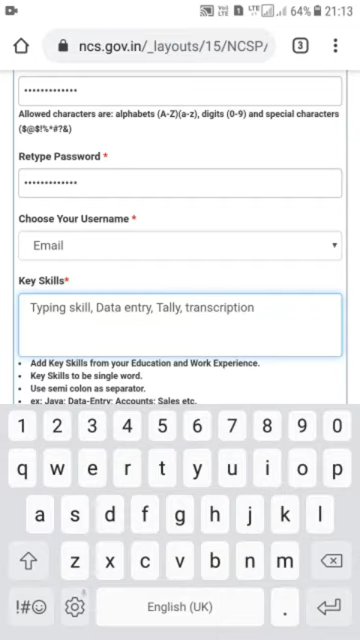 64% 21:13
ncs.gov.in/_layouts/15/NCSP/ 3
•••••••••••••
Allowed characters are: alphabets (A-Z)(a-z), digits (0-9) and special characters
($@$!%*#?&)
Retype Password *
•••••••••••••
Choose Your Username *
Email
Key Skills*
Typing skill, Data entry, Tally, transcription
• Add Key Skills from your Education and Work Experience.
• Key Skills to be single word.
• Use semi colon as separator.
• ex: Java; Data-Entry; Accounts; Sales etc.
1 2 3 4 5 6 7 8 9 0
q w e r t y u i o p
a s d f g h j k l
z x c v b n m
!#☺ English (UK) .